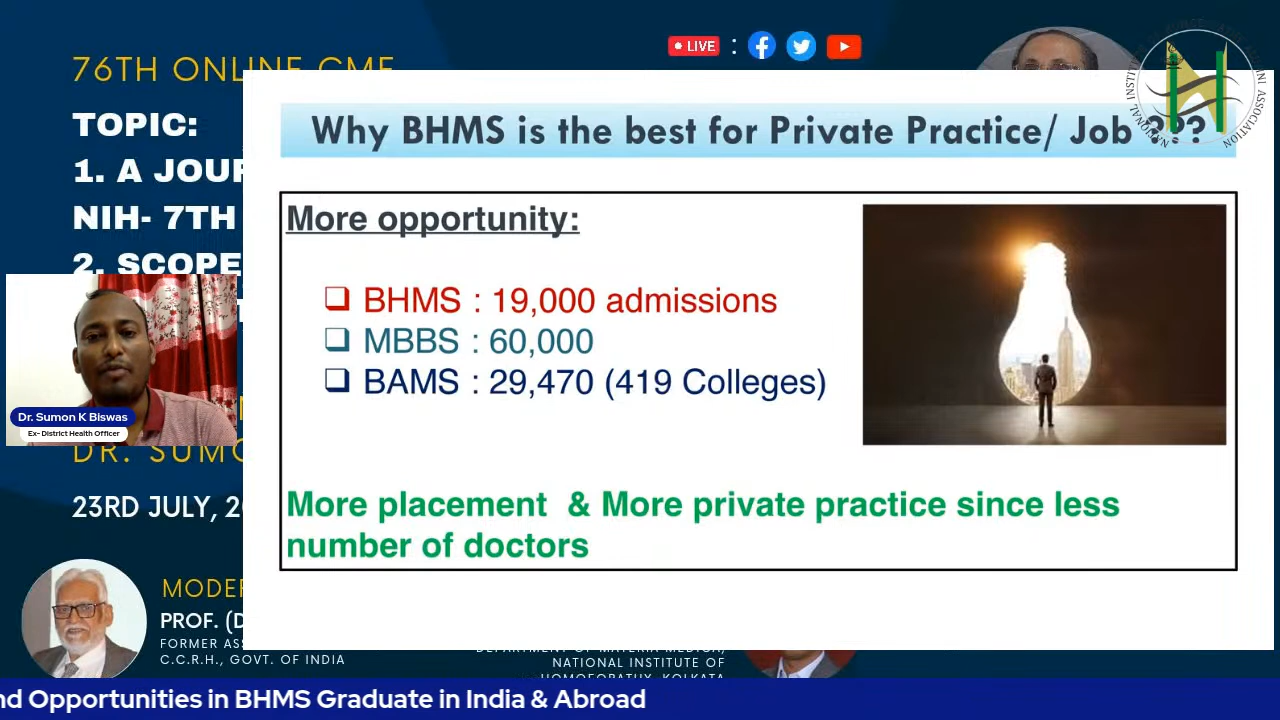 76TH ONLINE CME
LIVE :
TOPIC:
1. A JOUR
NIH- 7TH
2. SCOPE
Why BHMS is the best for Private Practice/ Job ???
More opportunity:
❑ BHMS : 19,000 admissions
❑ MBBS : 60,000
❑ BAMS : 29,470 (419 Colleges)
More placement & More private practice since less
number of doctors
Dr. Sumon K Biswas
Ex- District Health Officer
DR. SUMO
23RD JULY, 20
MODER
PROF. (D
FORMER ASS
C.C.R.H., GOVT. OF INDIA
DEPARTMENT OF MATERIA MEDICA,
NATIONAL INSTITUTE OF
HOMOEOPATHY, KOLKATA
nd Opportunities in BHMS Graduate in India & Abroad